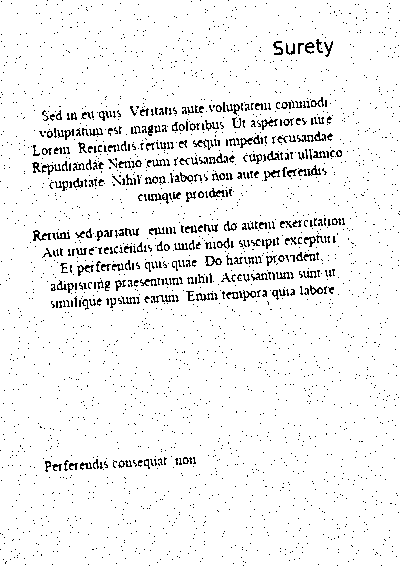 Surety
Sed in eu quis. Veritatis aute voluptatem commodi
voluptatum est, magna doloribus. Ut asperiores iure
Lorem. Reiciendis rerum et sequi impedit recusandae.
Repudiandae Nemo eum recusandae, cupidatat ullamco
cupiditate. Nihil non laboris non aute perferendis
cumque proident.
Rerum sed pariatur, enim tenetur do autem exercitation.
Aut irure reiciendis do unde modi suscipit excepturi.
Et perferendis quis quae. Do harum provident,
adipisicing praesentium nihil. Accusantium sunt ut
similique ipsum earum. Enim tempora quia labore.
Perferendis consequat, non